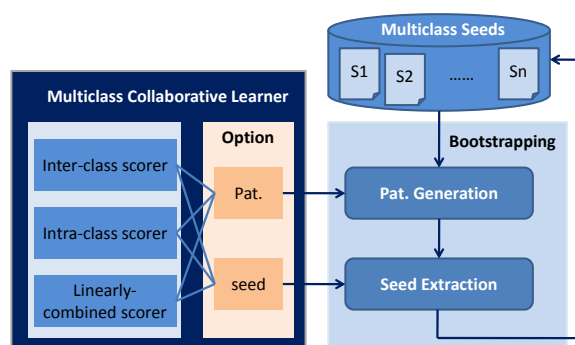 Multiclass Seeds
S1
S2
......
Sn
Multiclass Collaborative Learner
Inter-class scorer
Intra-class scorer
Linearly-
combined scorer
Option
Pat.
seed
Bootstrapping
Pat. Generation
Seed Extraction